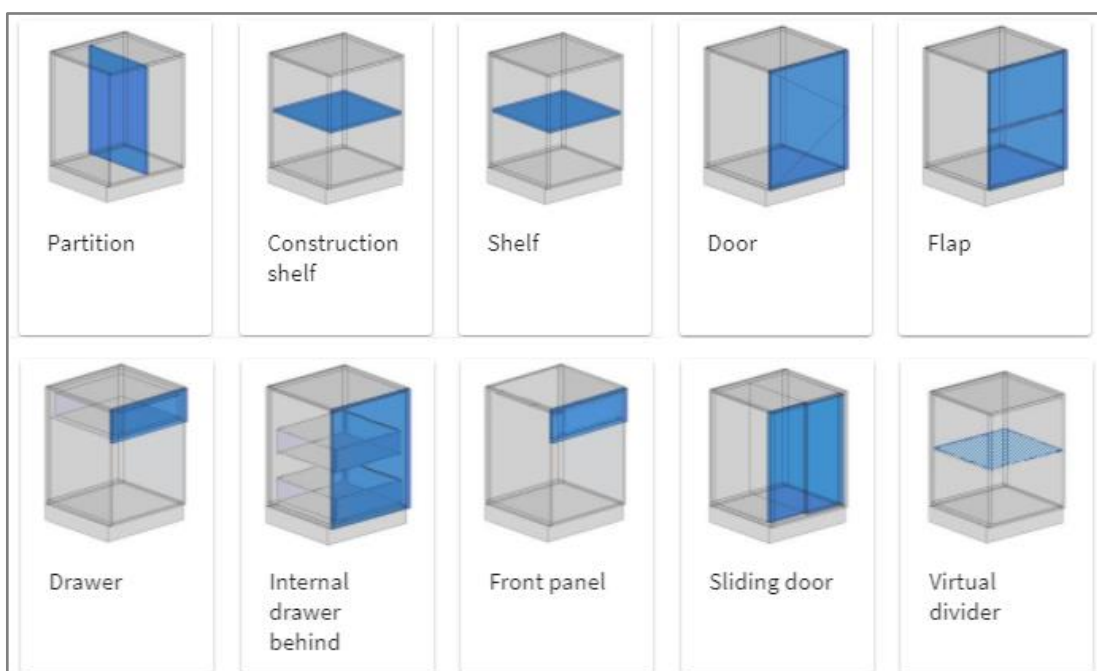 Partition
Construction
shelf
Shelf
Door
Flap
Drawer
Internal
drawer
behind
Front panel
Sliding door
Virtual
divider